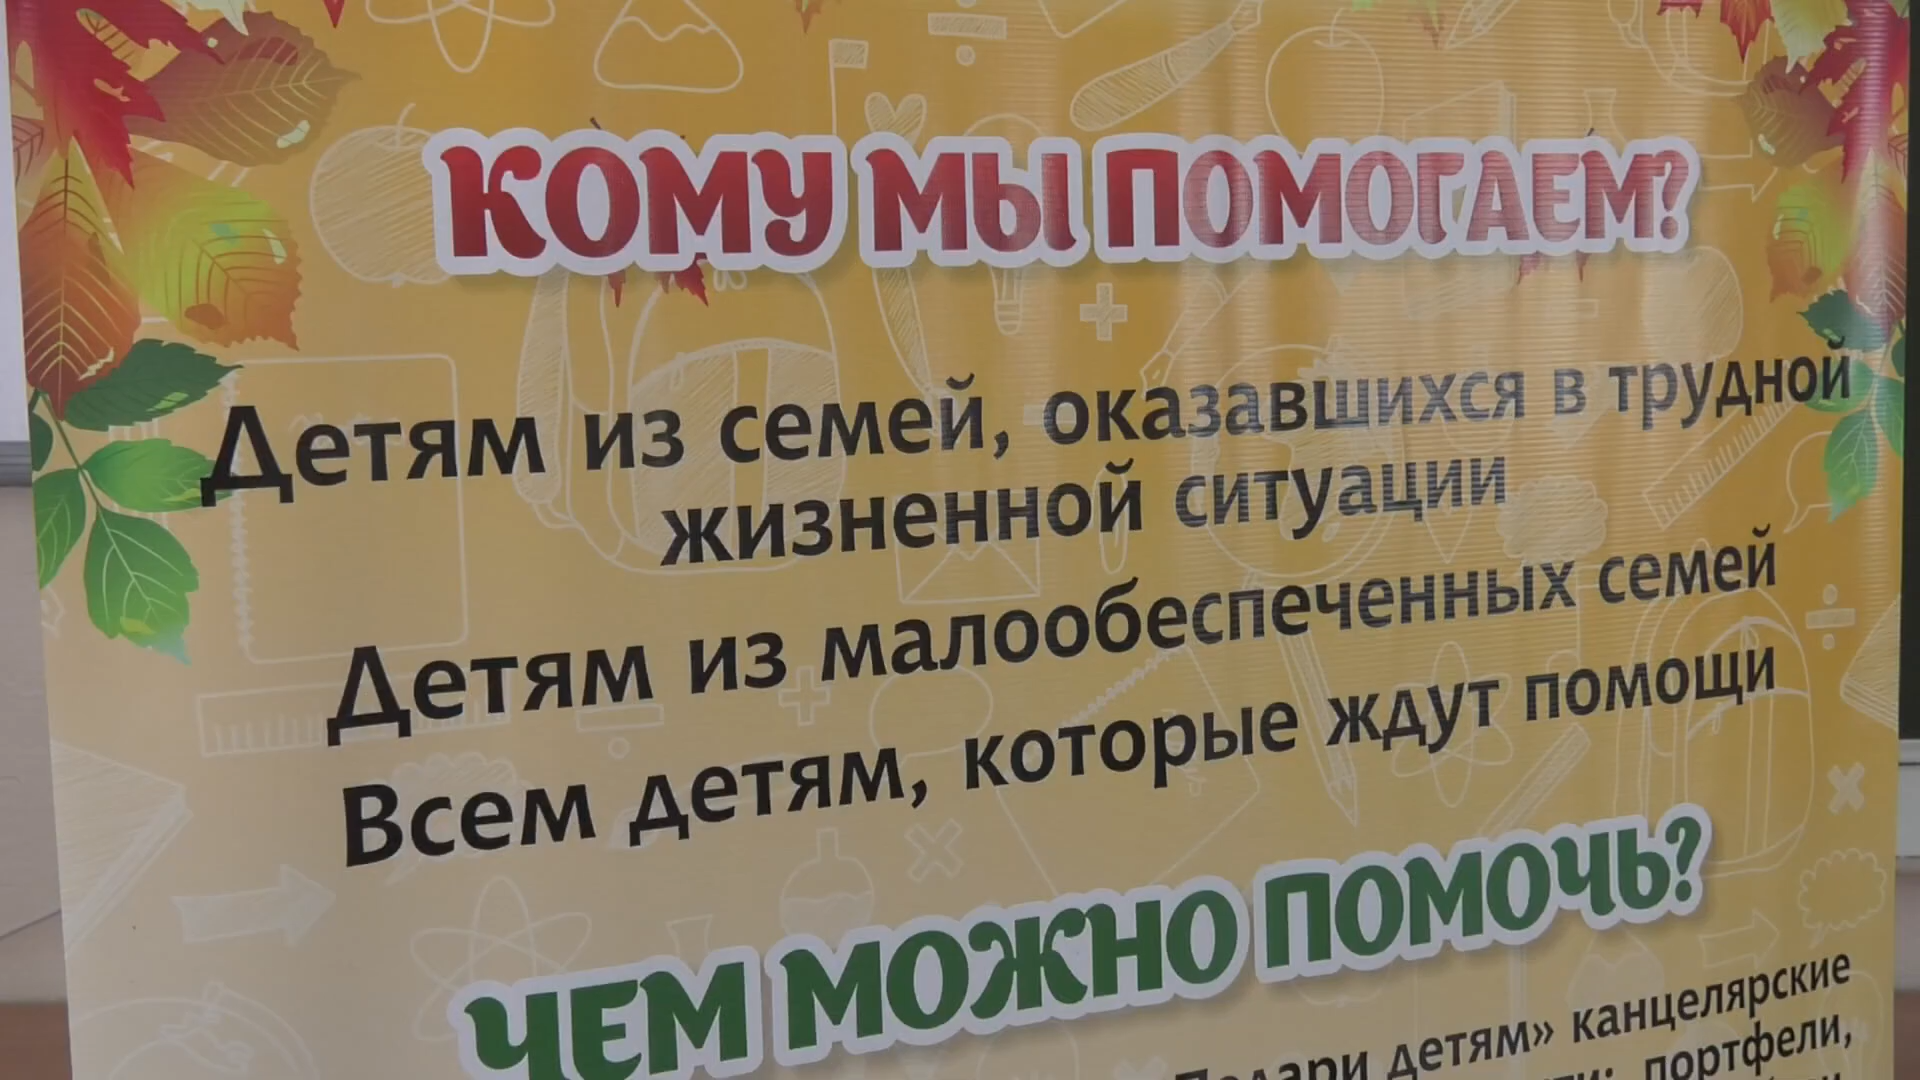 КОМУ МЫ ПОМОГАЕМ?
Детям из семей, оказавшихся в трудной
жизненной ситуации
Детям из малообеспеченных семей
Всем детям, которые ждут помощи
ЧЕМ МОЖНО ПОМОЧЬ?
детям» канцелярские
портфели,